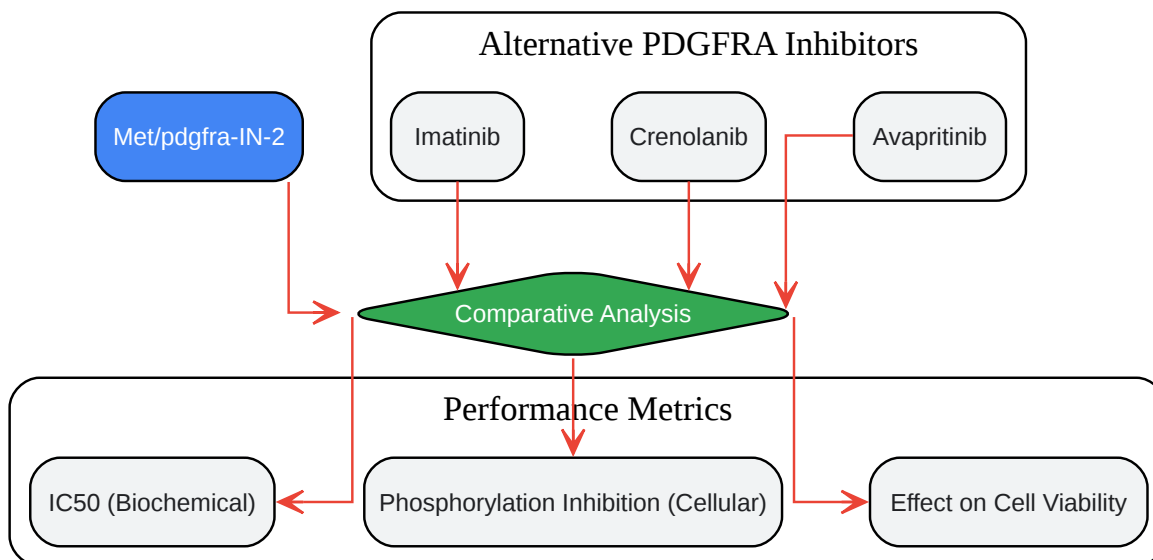 Alternative PDGFRA Inhibitors
Met/pdgfra-IN-2
Imatinib
Crenolanib
Avapritinib
Comparative Analysis
Performance Metrics
IC50 (Biochemical)
Phosphorylation Inhibition (Cellular)
Effect on Cell Viability